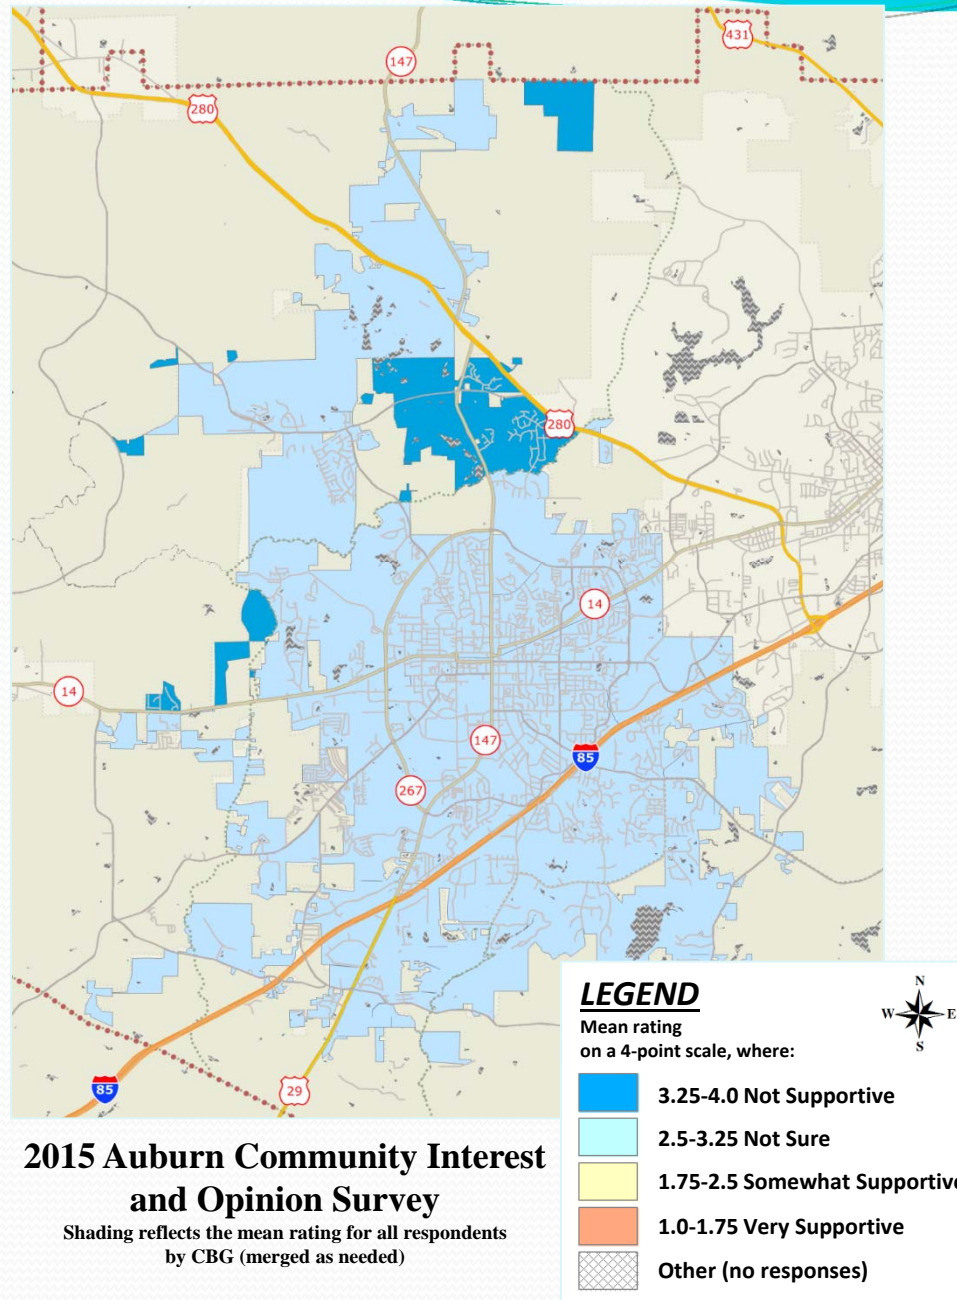 431
147
280
280
14
14
147
85
267
85
29
LEGEND
Mean rating
on a 4-point scale, where:
N
W E
S
3.25-4.0 Not Supportive
2.5-3.25 Not Sure
1.75-2.5 Somewhat Supportive
1.0-1.75 Very Supportive
Other (no responses)
2015 Auburn Community Interest
and Opinion Survey
Shading reflects the mean rating for all respondents
by CBG (merged as needed)